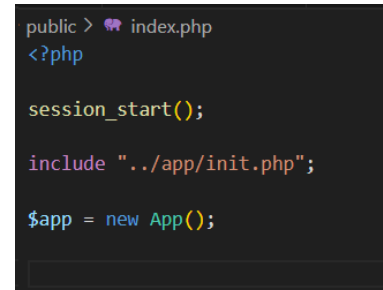 public > index.php
<?php
session_start();
include "../app/init.php";
$app = new App();